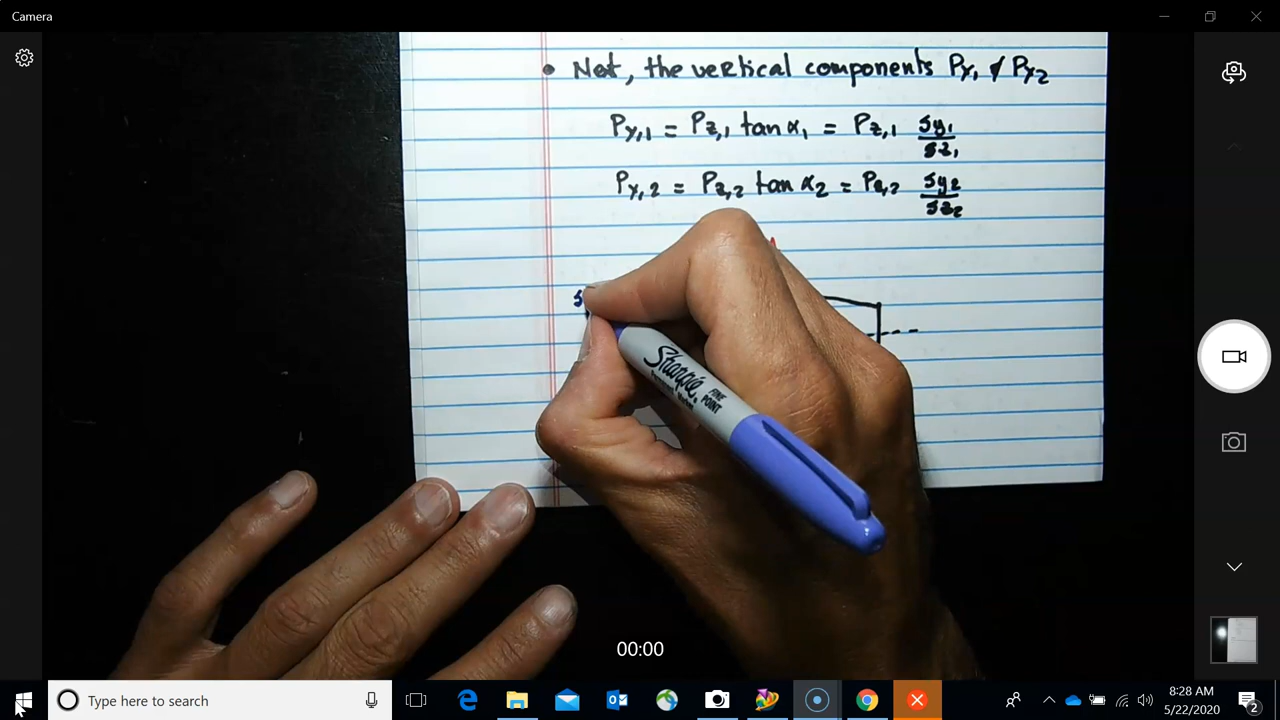 Camera
• Not, the vertical components Py,1 & Py,2
Py,1 = Pz,1 tan α1 = Pz,1 δy1/δz1
Py,2 = Pz,2 tan α2 = Pz,2 δy2/δz2
Sharpie
FINE POINT
00:00
Type here to search
8:28 AM
5/22/2020
2